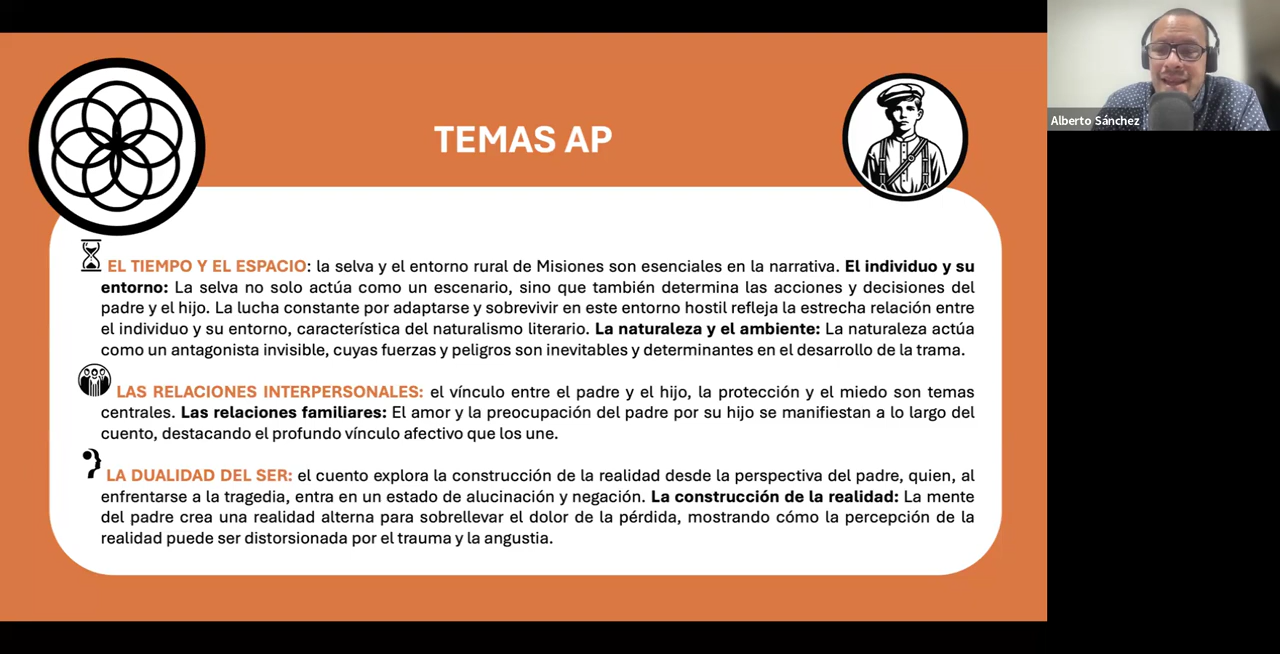 TEMAS AP
Alberto Sánchez
EL TIEMPO Y EL ESPACIO: la selva y el entorno rural de Misiones son esenciales en la narrativa. El individuo y su
entorno: La selva no solo actúa como un escenario, sino que también determina las acciones y decisiones del
padre y el hijo. La lucha constante por adaptarse y sobrevivir en este entorno hostil refleja la estrecha relación entre
el individuo y su entorno, característica del naturalismo literario. La naturaleza y el ambiente: La naturaleza actúa
como un antagonista invisible, cuyas fuerzas y peligros son inevitables y determinantes en el desarrollo de la trama.
LAS RELACIONES INTERPERSONALES: el vínculo entre el padre y el hijo, la protección y el miedo son temas
centrales. Las relaciones familiares: El amor y la preocupación del padre por su hijo se manifiestan a lo largo del
cuento, destacando el profundo vínculo afectivo que los une.
LA DUALIDAD DEL SER: el cuento explora la construcción de la realidad desde la perspectiva del padre, quien, al
enfrentarse a la tragedia, entra en un estado de alucinación y negación. La construcción de la realidad: La mente
del padre crea una realidad alterna para sobrellevar el dolor de la pérdida, mostrando cómo la percepción de la
realidad puede ser distorsionada por el trauma y la angustia.